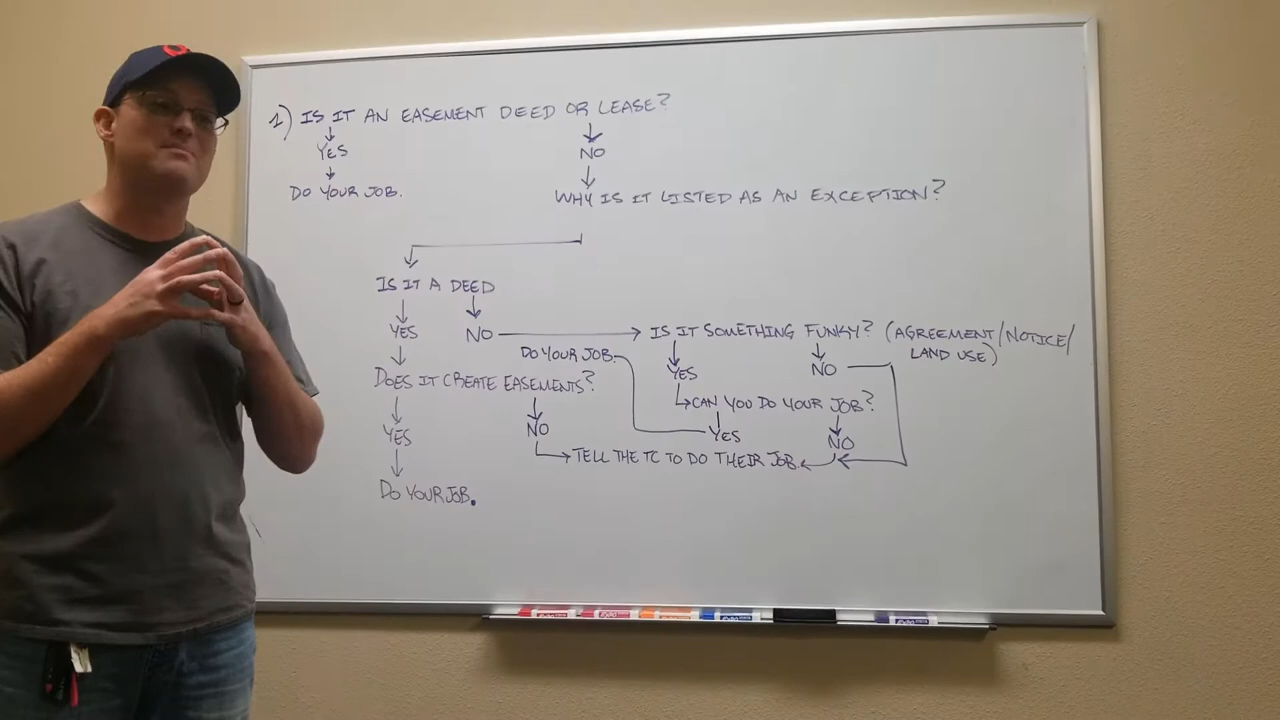 1) IS IT AN EASEMENT DEED OR LEASE?
YES
NO
DO YOUR JOB.
WHY IS IT LISTED AS AN EXCEPTION?
IS IT A DEED
YES
NO
IS IT SOMETHING FUNKY? (AGREEMENT/NOTICE/
LAND USE)
DO YOUR JOB.
YES
NO
DOES IT CREATE EASEMENTS?
CAN YOU DO YOUR JOB?
YES
NO
YES
NO
TELL THE TC TO DO THEIR JOB.
DO YOUR JOB.